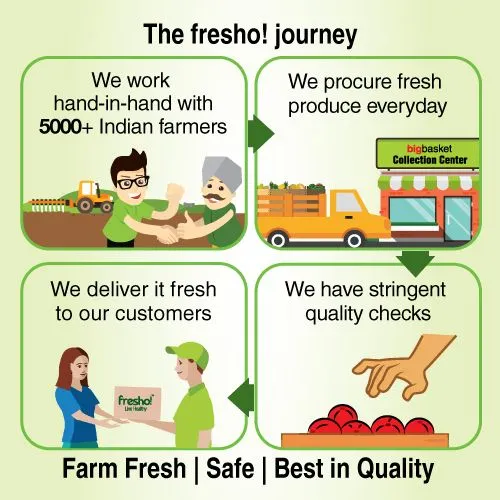 The fresho! journey
We work
hand-in-hand with
5000+ Indian farmers
We procure fresh
produce everyday
bigbasket
Collection Center
We have stringent
quality checks
We deliver it fresh
to our customers
fresho!
Live Healthy
Farm Fresh | Safe | Best in Quality